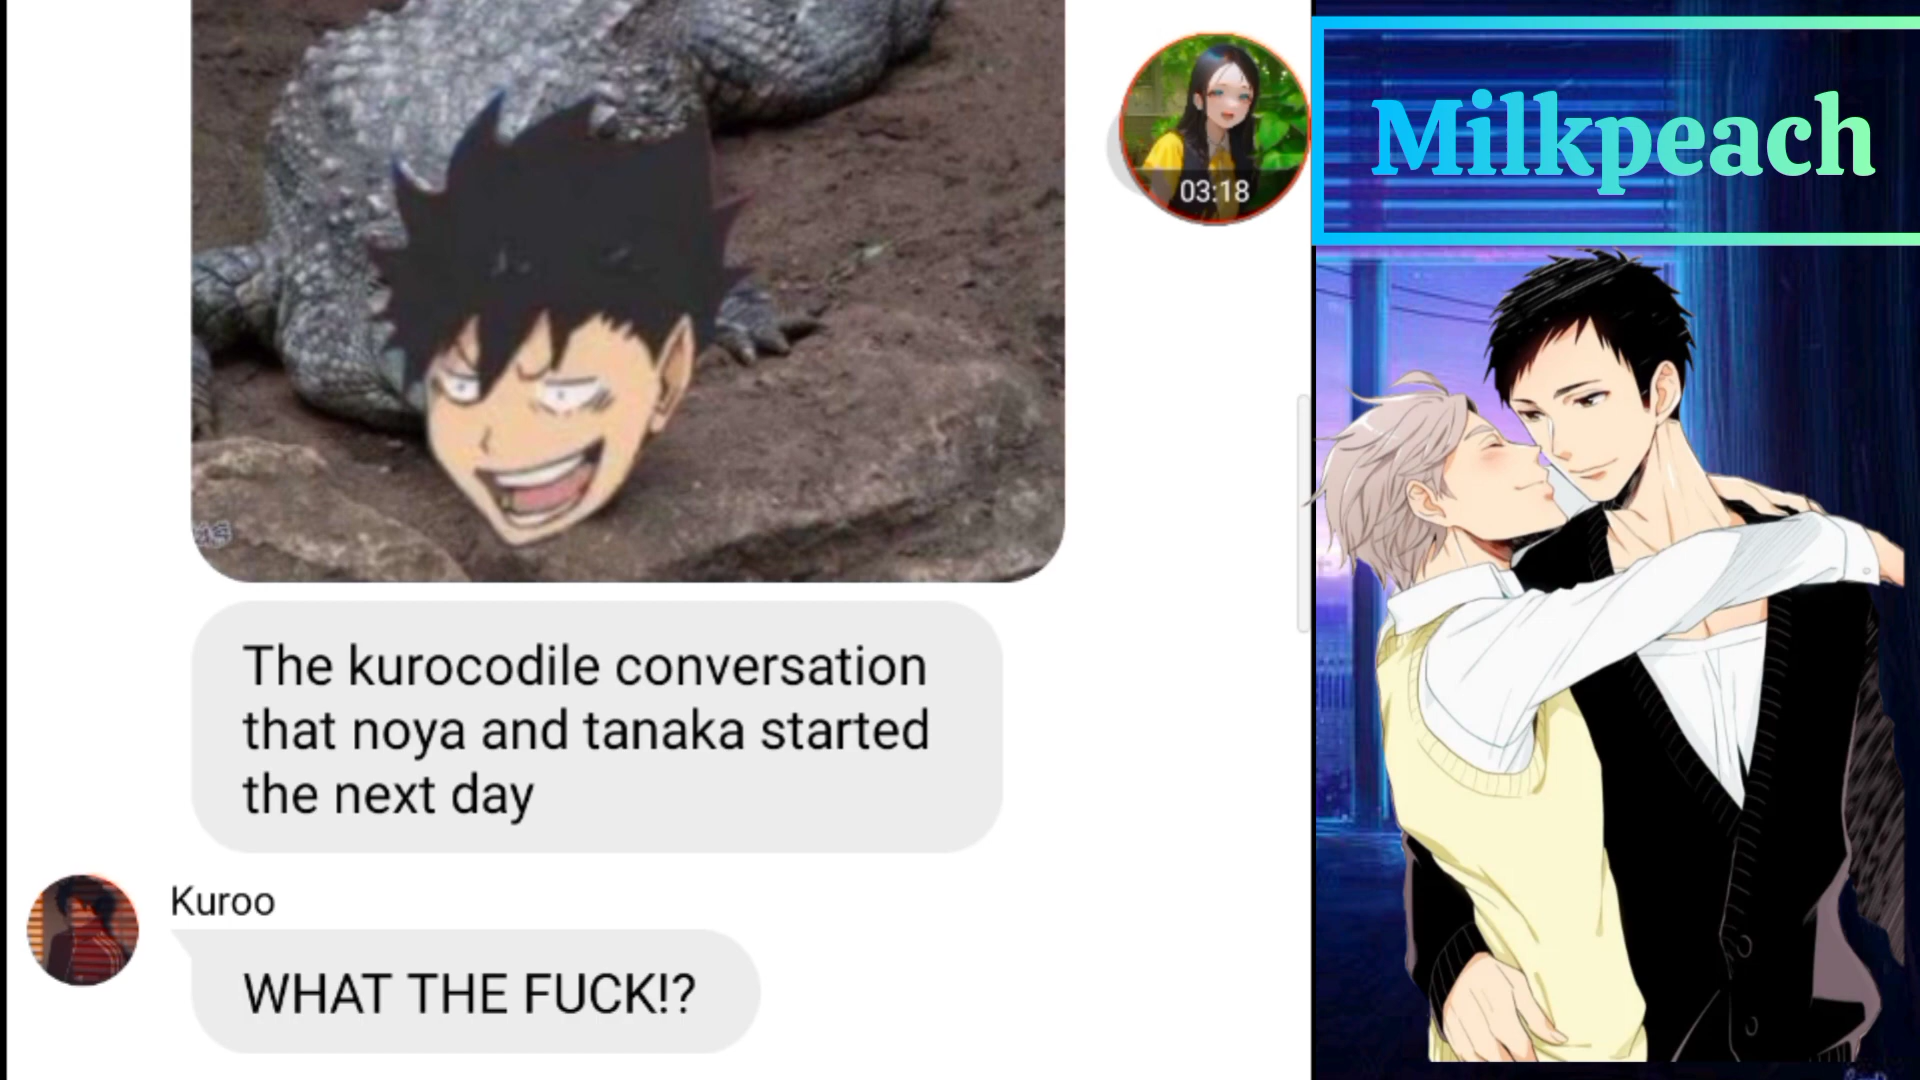 03:18
Milkpeach
The kurocodile conversation
that noya and tanaka started
the next day
Kuroo
WHAT THE FUCK!?